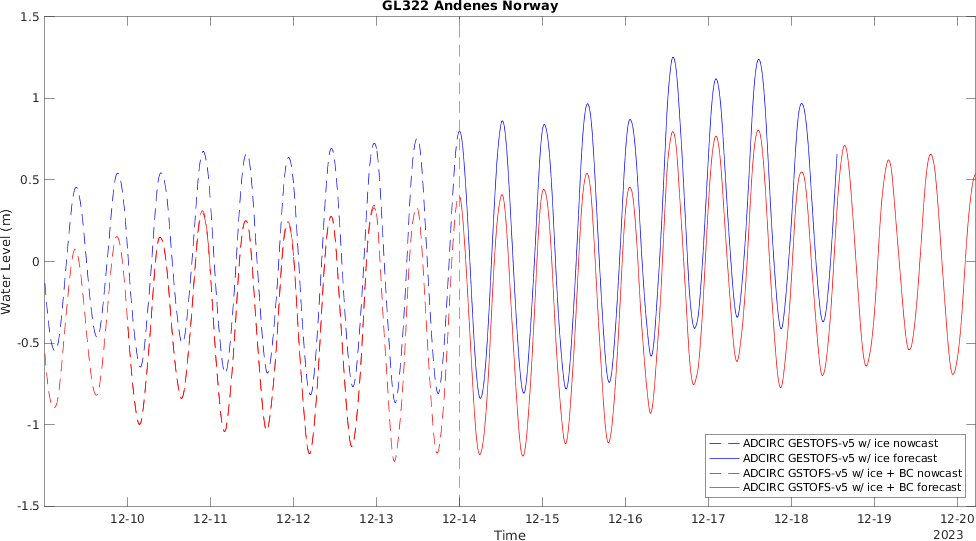 GL322 Andenes Norway
1.5
1
0.5
0
-0.5
-1
-1.5
Water Level (m)
ADCIRC GESTOFS-v5 w/ ice nowcast
ADCIRC GESTOFS-v5 w/ ice forecast
ADCIRC GSTOFS-v5 w/ ice + BC nowcast
ADCIRC GSTOFS-v5 w/ ice + BC forecast
12-10 12-11 12-12 12-13 12-14 12-15 12-16 12-17 12-18 12-19 12-20
Time
2023